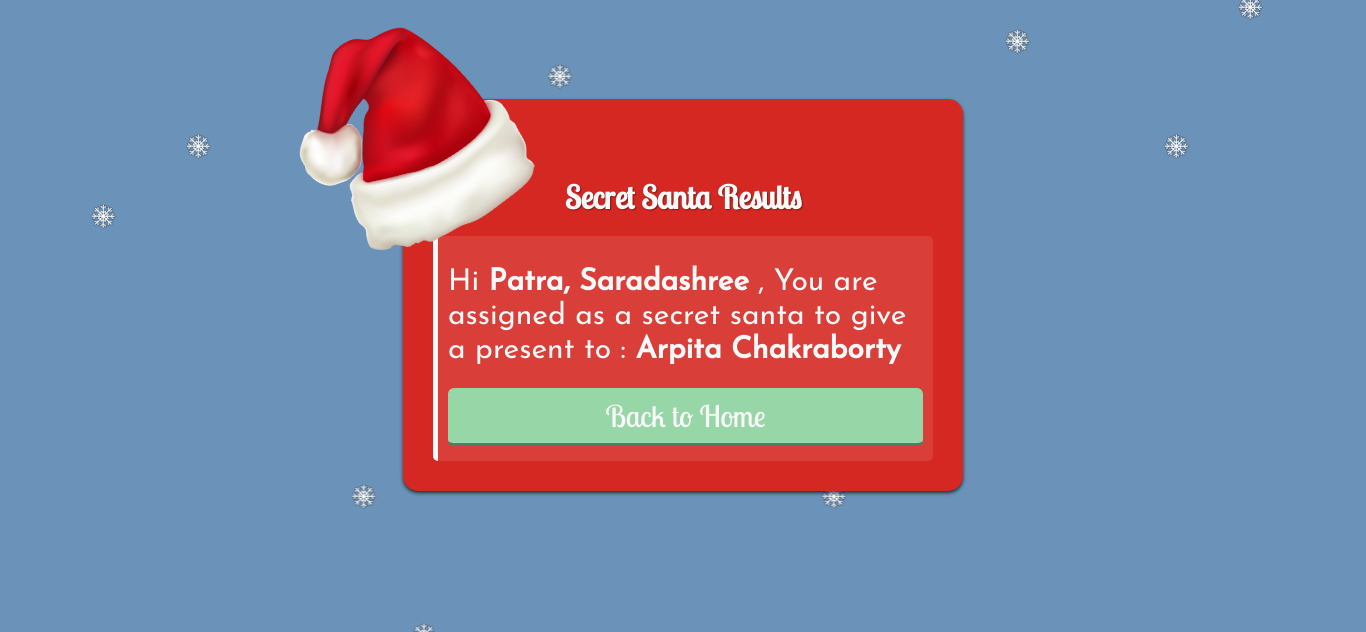 Secret Santa Results
Hi Patra, Saradashree , You are
assigned as a secret santa to give
a present to : Arpita Chakraborty
Back to Home